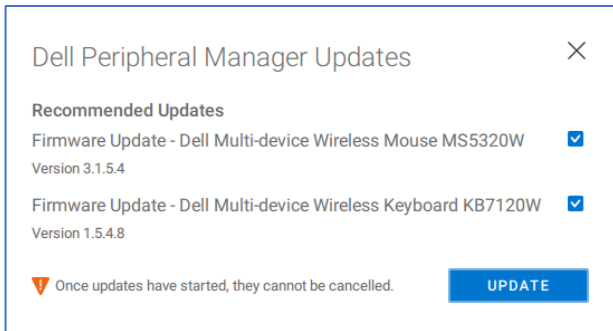 Dell Peripheral Manager Updates
Recommended Updates
Firmware Update - Dell Multi-device Wireless Mouse MS5320W
Version 3.1.5.4
Firmware Update - Dell Multi-device Wireless Keyboard KB7120W
Version 1.5.4.8
Once updates have started, they cannot be cancelled.
UPDATE